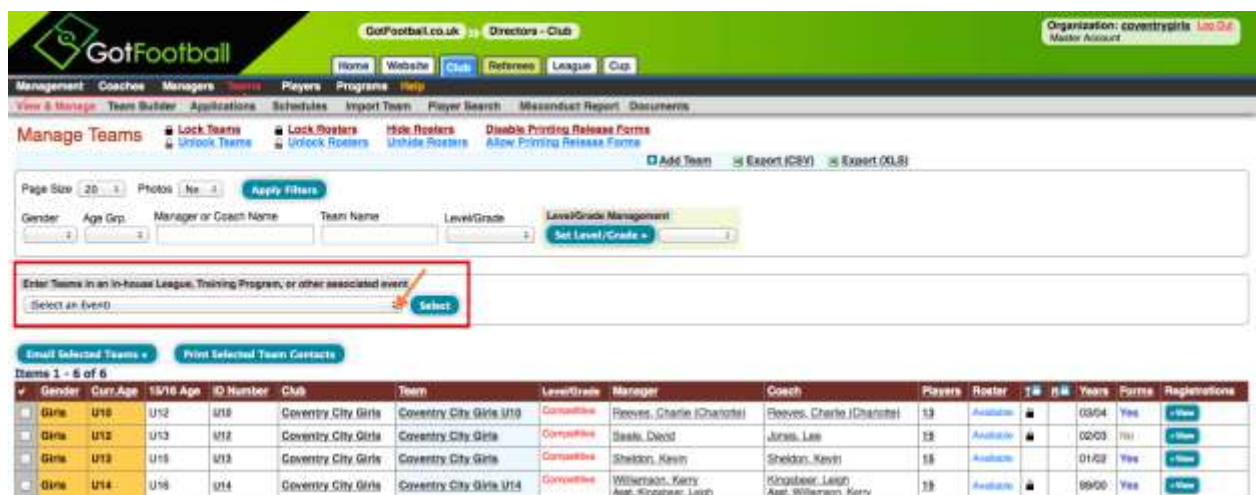 GotFootball
GotFootball.co.uk » Directors - Club
Organization: coventrygirls Log Out
Master Account
Home Website Club Referees League Cup
Management Coaches Managers Teams Players Programs Help
View & Manage Team Builder Applications Schedules Import Team Player Search Misconduct Report Documents
Manage Teams
Lock Teams Lock Rosters Hide Rosters Disable Printing Release Forms
Unlock Teams Unlock Rosters Unhide Rosters Allow Printing Release Forms
Add Team Export (CSV) Export (XLS)
Page Size 20 Photos No Apply Filters
Gender Age Grp. Manager or Coach Name Team Name Level/Grade Level/Grade Management
Set Level/Grade »
Enter Teams in an in-house League, Training Program, or other associated event
(Select an Event) Select
Email Selected Teams » Print Selected Team Contacts
Items 1 - 6 of 6
Gender Curr.Age 15/16 Age ID Number Club Team Level/Grade Manager Coach Players Roster Years Forms Registrations
Girls U10 U12 U10 Coventry City Girls Coventry City Girls U10 Competitive Reeves, Charlie (Charlotte) Reeves, Charlie (Charlotte) 13 Available 03/04 Yes View
Girls U12 U13 U12 Coventry City Girls Coventry City Girls Competitive David Jones, Lee Available 02/03 No View
Girls U13 U15 U13 Coventry City Girls Coventry City Girls Competitive Sheldon, Kevin Sheldon, Kevin Available 01/02 Yes View
Girls U14 U16 U14 Coventry City Girls Coventry City Girls U14 Competitive Williamson, Kerry Kingsbeer, Leigh Available 99/00 Yes View
Asst. Kingsbeer, Leigh Asst. Williamson, Kerry